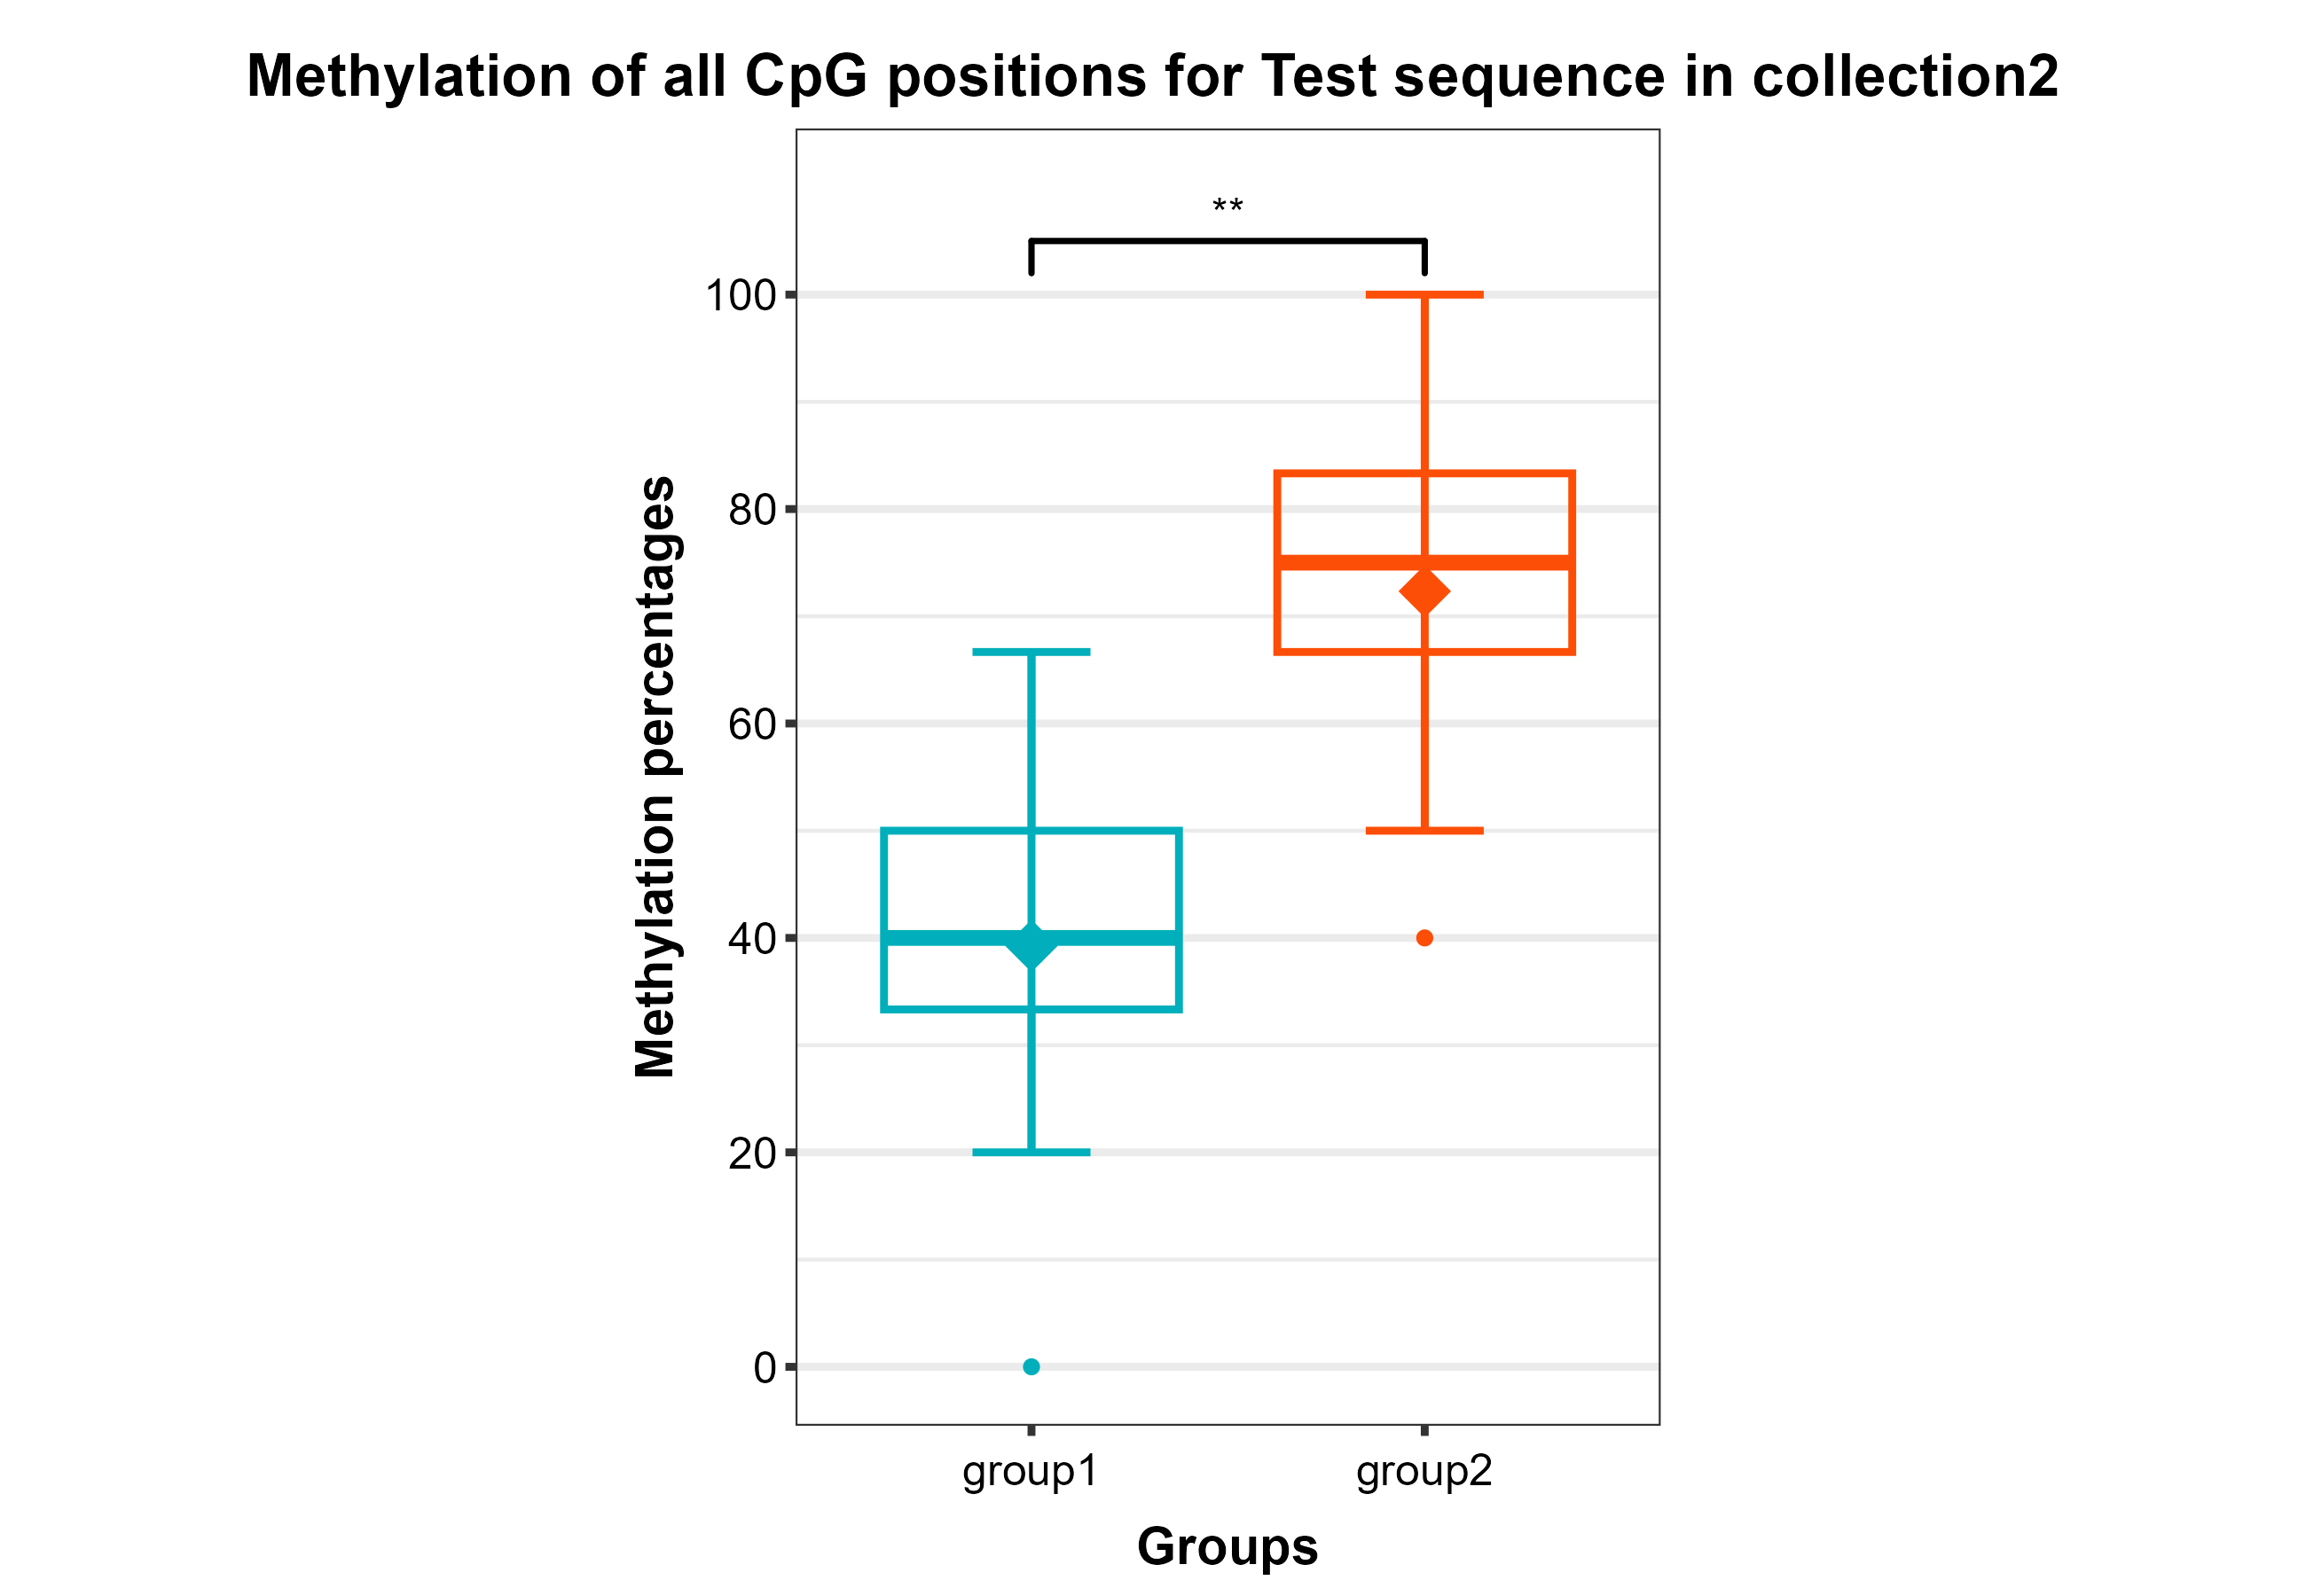 Methylation of all CpG positions for Test sequence in collection2
**
100
80
60
40
20
0
Methylation percentages
group1 group2
Groups